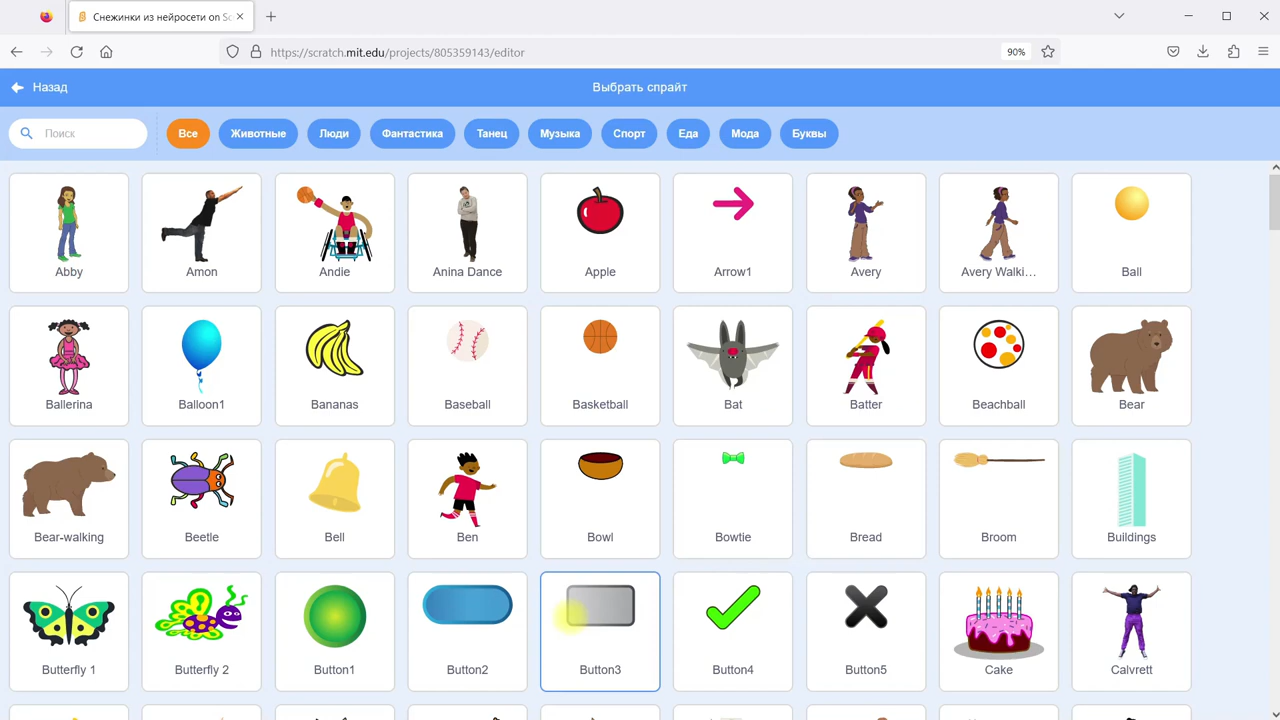 Снежинки из нейросети on Sc
https://scratch.mit.edu/projects/805359143/editor
90%
Назад
Выбрать спрайт
Поиск
Все
Животные
Люди
Фантастика
Танец
Музыка
Спорт
Еда
Мода
Буквы
Abby
Amon
Andie
Anina Dance
Apple
Arrow1
Avery
Avery Walki...
Ball
Ballerina
Balloon1
Bananas
Baseball
Basketball
Bat
Batter
Beachball
Bear
Bear-walking
Beetle
Bell
Ben
Bowl
Bowtie
Bread
Broom
Buildings
Butterfly 1
Butterfly 2
Button1
Button2
Button3
Button4
Button5
Cake
Calvrett